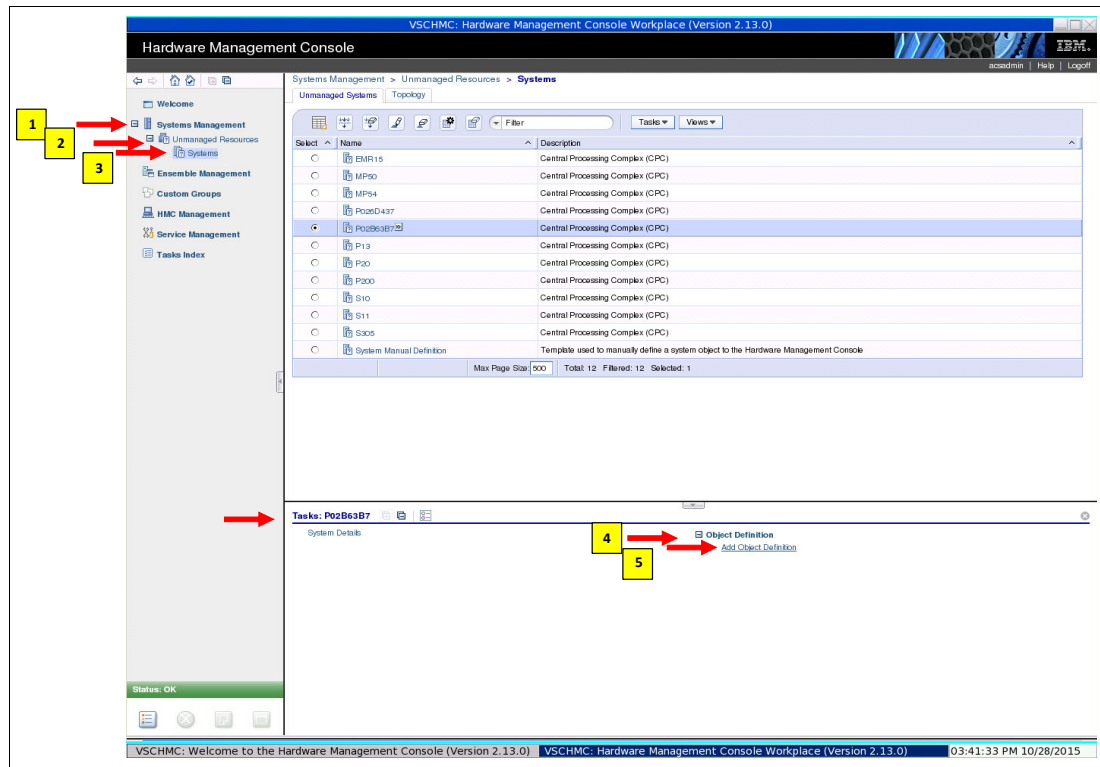 VSCHMC: Hardware Management Console Workplace (Version 2.13.0)
Hardware Management Console
IBM.
acsadmin | Help | Logoff
Systems Management > Unmanaged Resources > Systems
Unmanaged Systems Topology
Welcome
1
Systems Management
2
Unmanaged Resources
3
Systems
Ensemble Management
Custom Groups
HMC Management
Service Management
Tasks Index
Filter Tasks Views
Select Name Description
EMR15 Central Processing Complex (CPC)
MP50 Central Processing Complex (CPC)
MP54 Central Processing Complex (CPC)
P026D437 Central Processing Complex (CPC)
P02B63B7 Central Processing Complex (CPC)
P13 Central Processing Complex (CPC)
P20 Central Processing Complex (CPC)
P200 Central Processing Complex (CPC)
S10 Central Processing Complex (CPC)
S11 Central Processing Complex (CPC)
S305 Central Processing Complex (CPC)
System Manual Definition Template used to manually define a system object to the Hardware Management Console
Max Page Size: 500 Total: 12 Filtered: 12 Selected: 1
Tasks: P02B63B7
System Details
4
Object Definition
5
Add Object Definition
Status: OK
VSCHMC: Welcome to the Hardware Management Console (Version 2.13.0) VSCHMC: Hardware Management Console Workplace (Version 2.13.0) 03:41:33 PM 10/28/2015